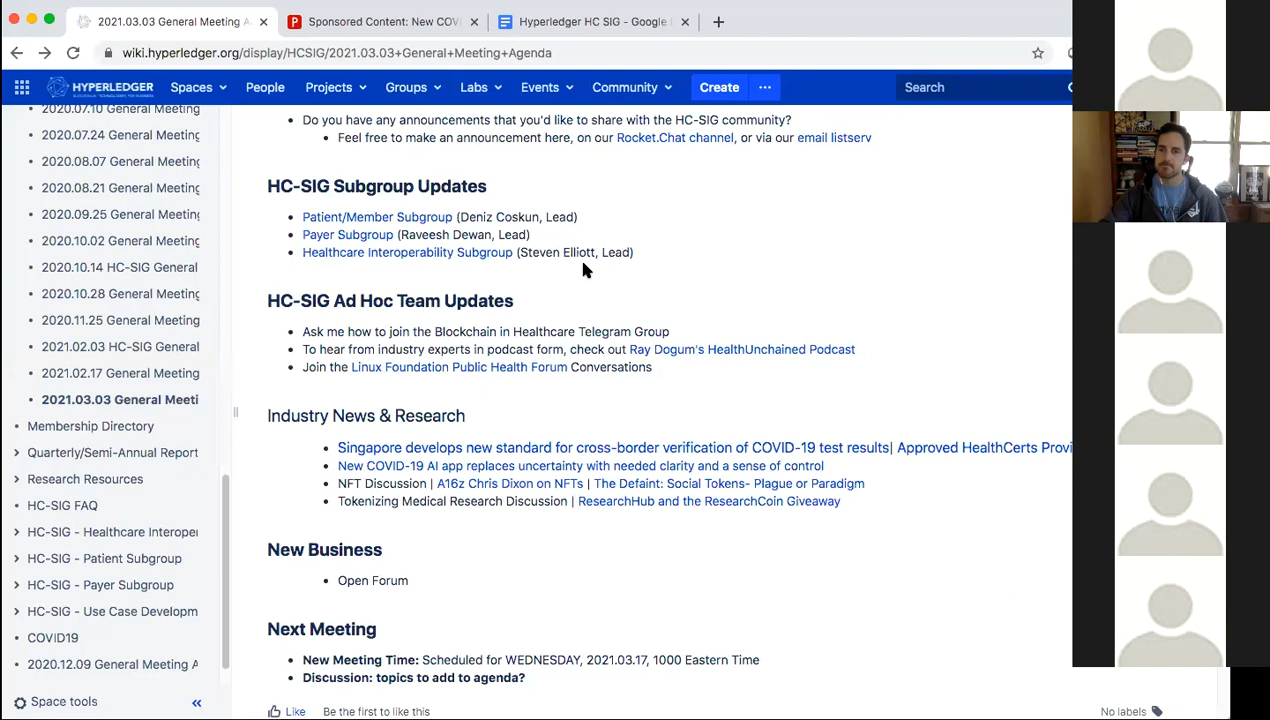 2021.03.03 General Meeting A
Sponsored Content: New COVI
Hyperledger HC SIG - Google
wiki.hyperledger.org/display/HCSIG/2021.03.03+General+Meeting+Agenda
HYPERLEDGER
Spaces
People
Projects
Groups
Labs
Events
Community
Create
Search
2020.07.10 General Meeting
2020.07.24 General Meeting
2020.08.07 General Meeting
2020.08.21 General Meeting
2020.09.25 General Meeting
2020.10.02 General Meeting
2020.10.14 HC-SIG General
2020.10.28 General Meeting
2020.11.25 General Meeting
2021.02.03 HC-SIG General
2021.02.17 General Meeting
2021.03.03 General Meeti
Membership Directory
Quarterly/Semi-Annual Report
Research Resources
HC-SIG FAQ
HC-SIG - Healthcare Interoper
HC-SIG - Patient Subgroup
HC-SIG - Payer Subgroup
HC-SIG - Use Case Developm
COVID19
2020.12.09 General Meeting A
Space tools
Do you have any announcements that you'd like to share with the HC-SIG community?
Feel free to make an announcement here, on our Rocket.Chat channel, or via our email listserv
HC-SIG Subgroup Updates
Patient/Member Subgroup (Deniz Coskun, Lead)
Payer Subgroup (Raveesh Dewan, Lead)
Healthcare Interoperability Subgroup (Steven Elliott, Lead)
HC-SIG Ad Hoc Team Updates
Ask me how to join the Blockchain in Healthcare Telegram Group
To hear from industry experts in podcast form, check out Ray Dogum's HealthUnchained Podcast
Join the Linux Foundation Public Health Forum Conversations
Industry News & Research
Singapore develops new standard for cross-border verification of COVID-19 test results| Approved HealthCerts Provi
New COVID-19 AI app replaces uncertainty with needed clarity and a sense of control
NFT Discussion | A16z Chris Dixon on NFTs | The Defaint: Social Tokens- Plague or Paradigm
Tokenizing Medical Research Discussion | ResearchHub and the ResearchCoin Giveaway
New Business
Open Forum
Next Meeting
New Meeting Time: Scheduled for WEDNESDAY, 2021.03.17, 1000 Eastern Time
Discussion: topics to add to agenda?
Like
Be the first to like this
No labels